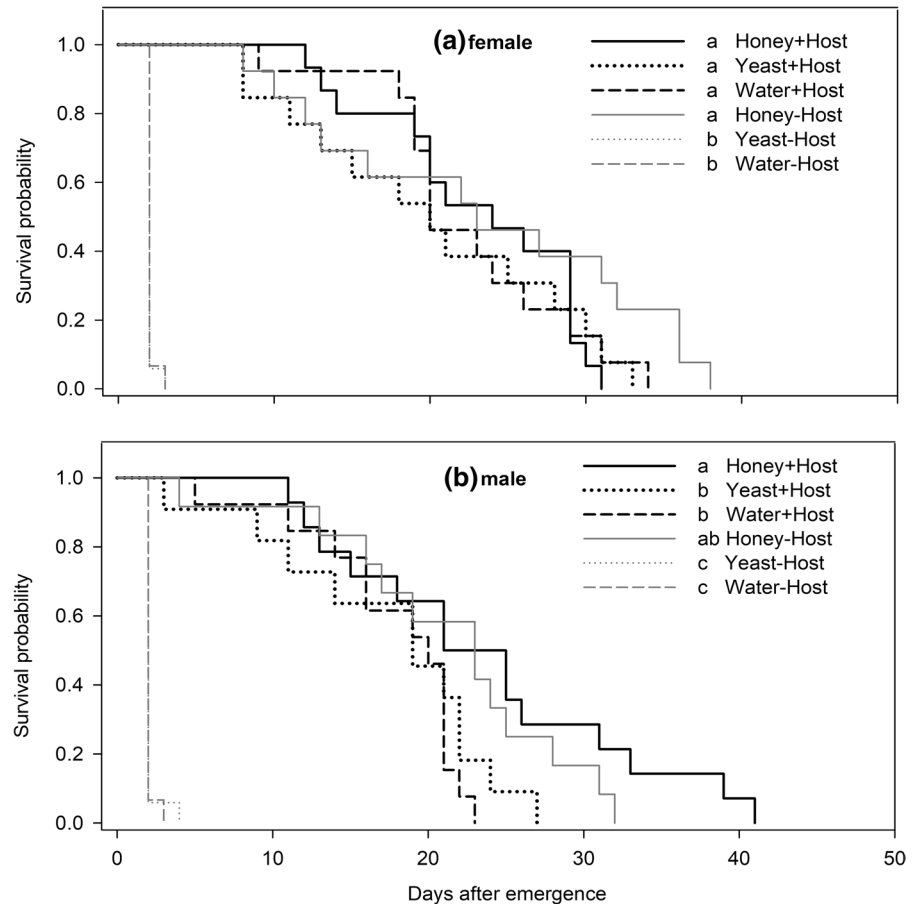 (a) female
a Honey+Host
a Yeast+Host
a Water+Host
a Honey-Host
b Yeast-Host
b Water-Host
Survival probability
1.0
0.8
0.6
0.4
0.2
0.0
(b) male
a Honey+Host
b Yeast+Host
b Water+Host
ab Honey-Host
c Yeast-Host
c Water-Host
Survival probability
1.0
0.8
0.6
0.4
0.2
0.0
0 10 20 30 40 50
Days after emergence